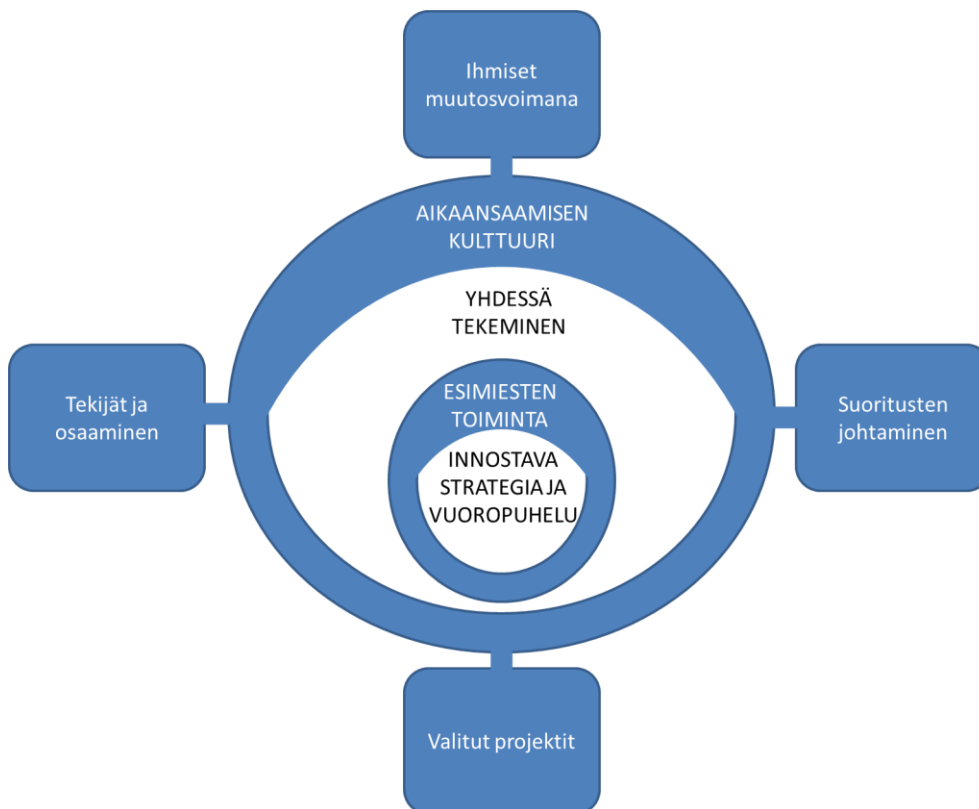 Ihmiset
muutosvoimana
AIKAANSAAMISEN
KULTTUURI
YHDESSÄ
TEKEMINEN
Tekijät ja
osaaminen
ESIMIESTEN
TOIMINTA
INNOSTAVA
STRATEGIA JA
VUOROPUHELU
Suoritusten
johtaminen
Valitut projektit